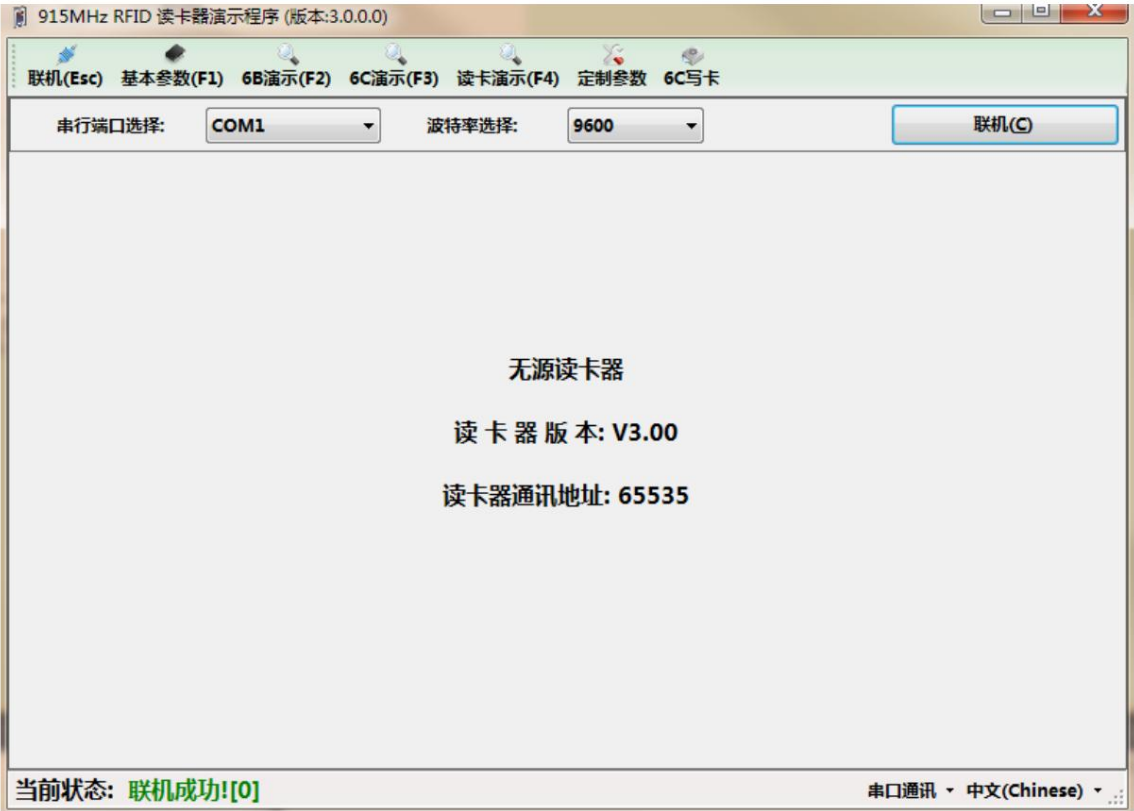 915MHz RFID 读卡器演示程序 (版本:3.0.0.0)
联机(Esc) 基本参数(F1) 6B演示(F2) 6C演示(F3) 读卡演示(F4) 定制参数 6C写卡
串行端口选择: COM1 波特率选择: 9600 联机(C)
无源读卡器
读 卡 器 版 本: V3.00
读卡器通讯地址: 65535
当前状态: 联机成功![0] 串口通讯 中文(Chinese)